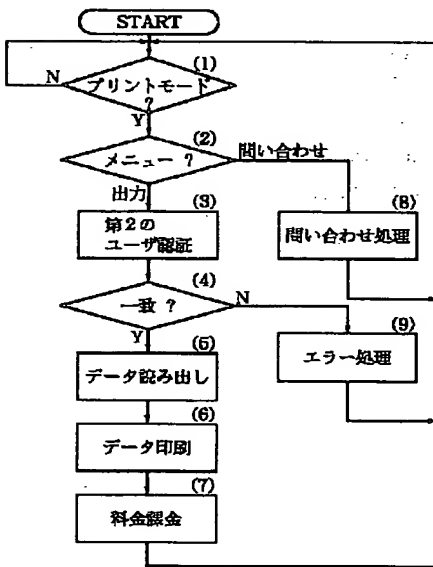 START
(1)
プリントモード
?
N
Y
(2)
メニュー ?
問い合わせ
出力
(3)
第2の
ユーザ認証
(8)
問い合わせ処理
(4)
一致 ?
N
Y
(9)
エラー処理
(5)
データ読み出し
(6)
データ印刷
(7)
料金課金